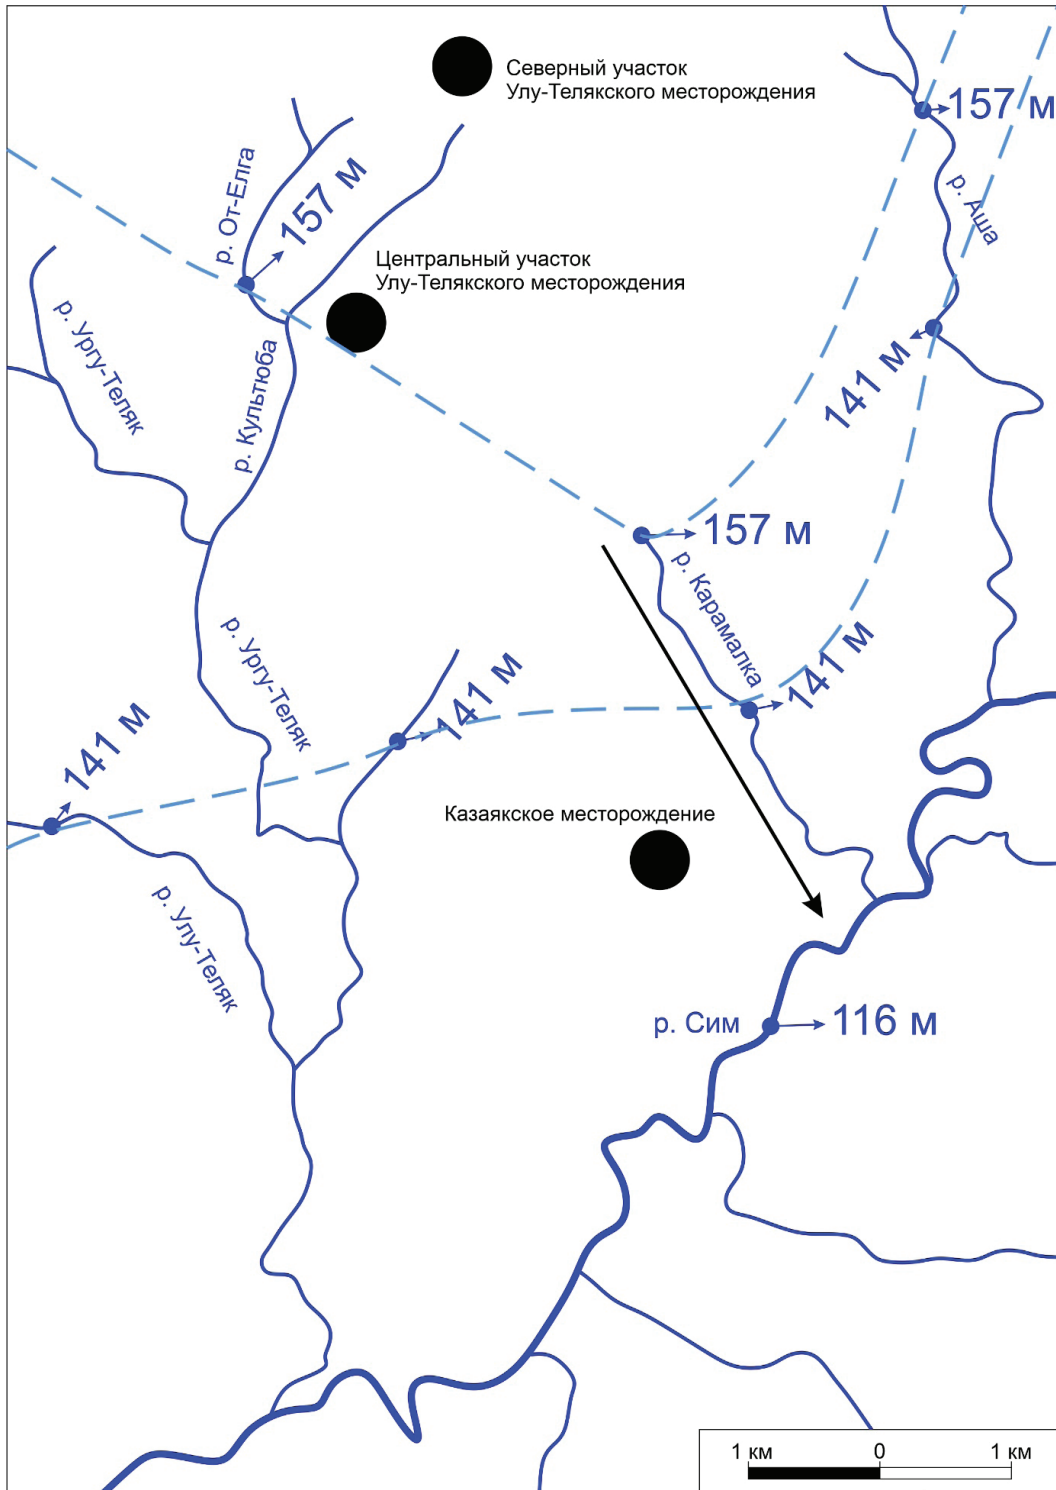 Северный участок
Улу-Телякского месторождения
157 м
р. От-Елга
157 м
р. Аша
Центральный участок
Улу-Телякского месторождения
р. Ургу-Теляк
р. Культюба
141 м
157 м
р. Карамалка
р. Ургу-Теляк
141 м
141 м
141 м
Казаякское месторождение
р. Улу-Теляк
р. Сим
116 м
1 км 0 1 км